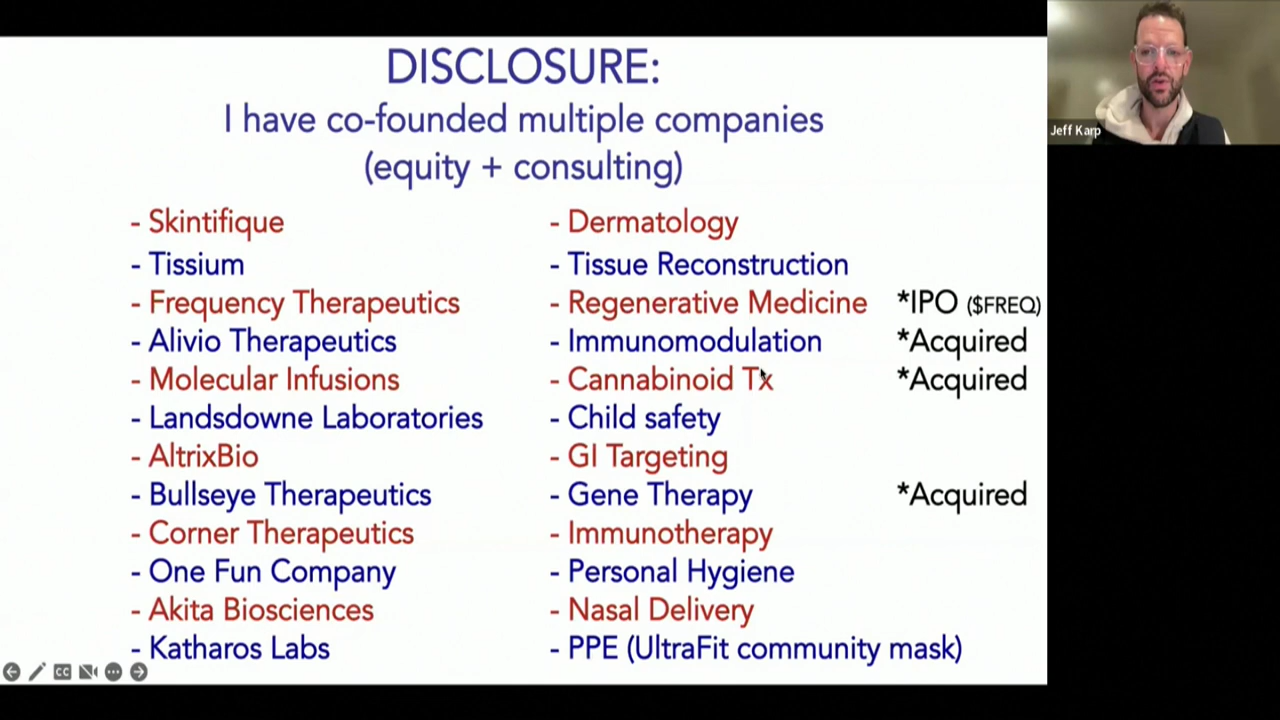 DISCLOSURE:
I have co-founded multiple companies
(equity + consulting)
- Skintifique - Dermatology
- Tissium - Tissue Reconstruction
- Frequency Therapeutics - Regenerative Medicine *IPO ($FREQ)
- Alivio Therapeutics - Immunomodulation *Acquired
- Molecular Infusions - Cannabinoid Tx *Acquired
- Landsdowne Laboratories - Child safety
- AltrixBio - GI Targeting
- Bullseye Therapeutics - Gene Therapy *Acquired
- Corner Therapeutics - Immunotherapy
- One Fun Company - Personal Hygiene
- Akita Biosciences - Nasal Delivery
- Katharos Labs - PPE (UltraFit community mask)
CC
Jeff Karp